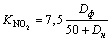 K_{NO_2} = 7,5 \frac{D_ф}{50 + D_н}